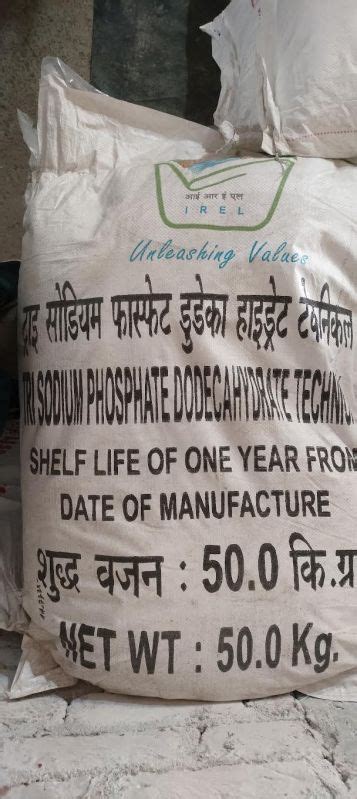 आई आर ई एल
IREL
Unleashing Values
ट्राइ सोडियम फास्फेट डुडेका हाइड्रेट टेक्निकल
TRI SODIUM PHOSPHATE DODECAHYDRATE TECHNIC
SHELF LIFE OF ONE YEAR FROM
DATE OF MANUFACTURE
शुद्ध वजन : 50.0 कि.ग्र
NET WT : 50.0 Kg.